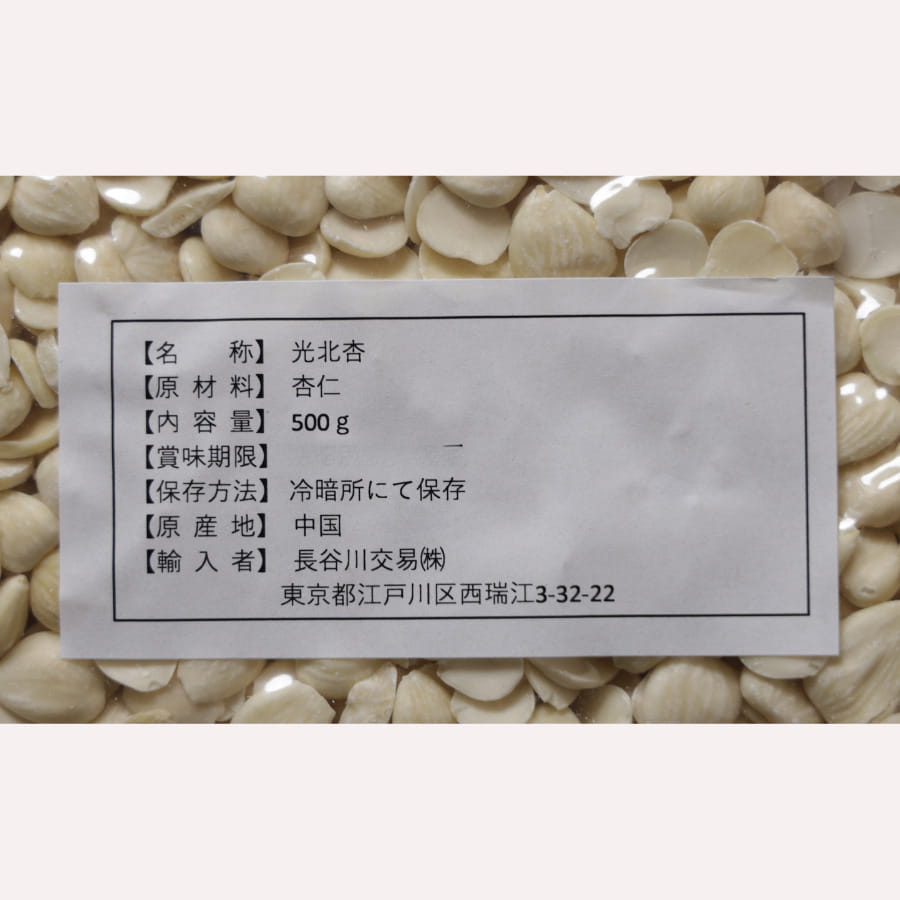 【名　　称】 光北杏
【原 材 料】 杏仁
【内 容 量】 500ｇ
【賞味期限】
【保存方法】 冷暗所にて保存
【原 産 地】 中国
【輸 入 者】 長谷川交易㈱
東京都江戸川区西瑞江3-32-22